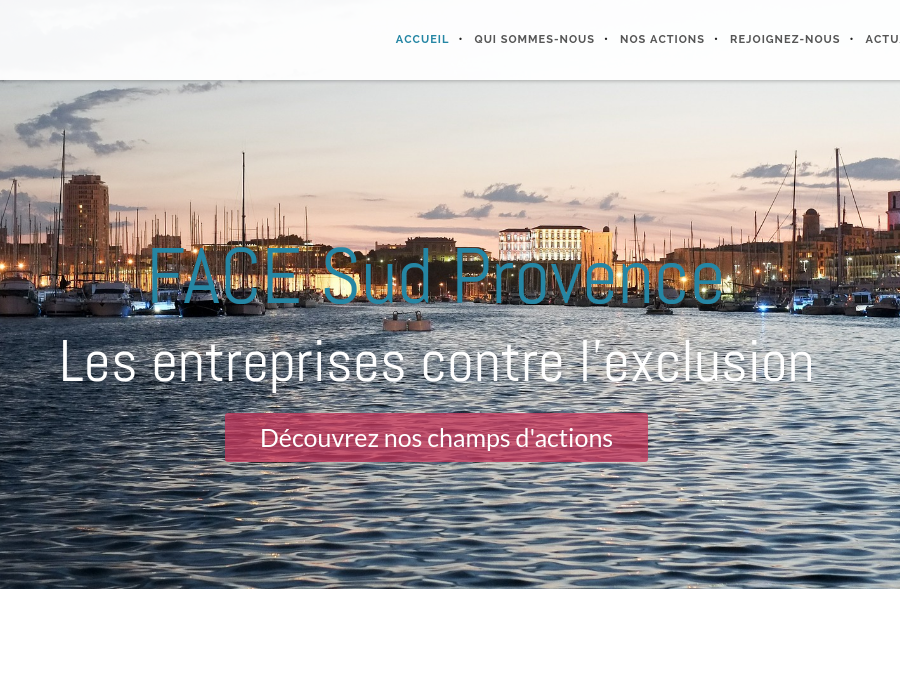 ACCUEIL • QUI SOMMES-NOUS • NOS ACTIONS • REJOIGNEZ-NOUS • ACTU
FACE Sud Provence
Les entreprises contre l'exclusion
Découvrez nos champs d'actions